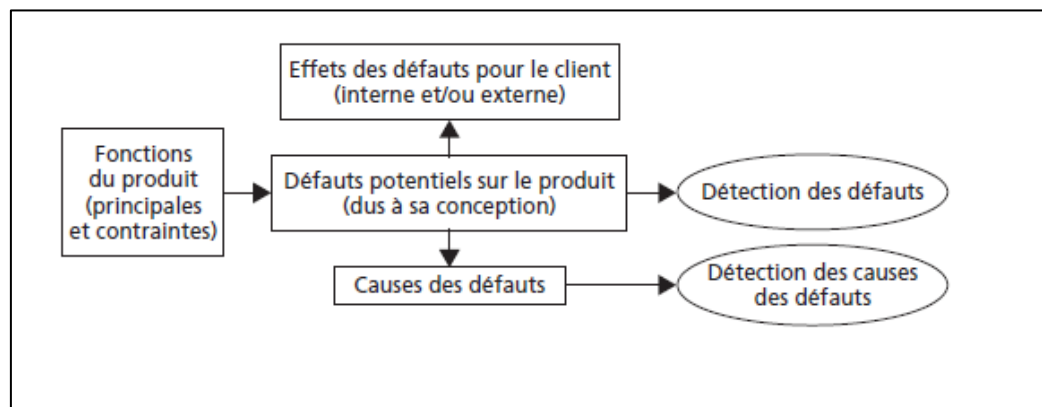 Effets des défauts pour le client
(interne et/ou externe)
Fonctions
du produit
(principales
et contraintes)
Défauts potentiels sur le produit
(dus à sa conception)
Détection des défauts
Causes des défauts
Détection des causes
des défauts